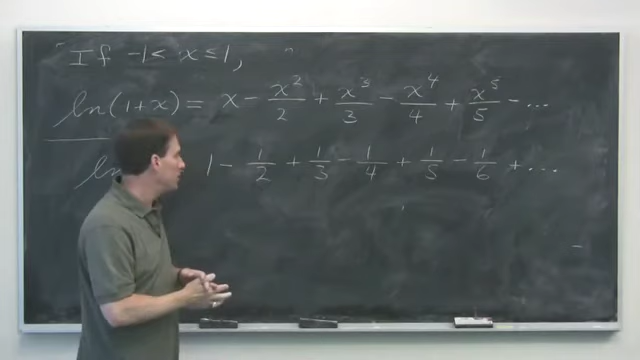 If -1 < x ≤ 1,
ln(1+x) = x - x²/2 + x³/3 - x⁴/4 + x⁵/5 - ...
ln 1 - 1/2 + 1/3 - 1/4 + 1/5 - 1/6 + ...